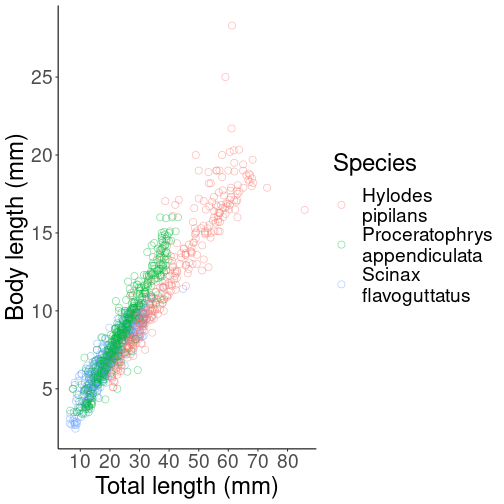 Body length (mm)
25
20
15
10
5
10 20 30 40 50 60 70 80
Total length (mm)
Species
Hylodes
pipilans
Proceratophrys
appendiculata
Scinax
flavoguttatus